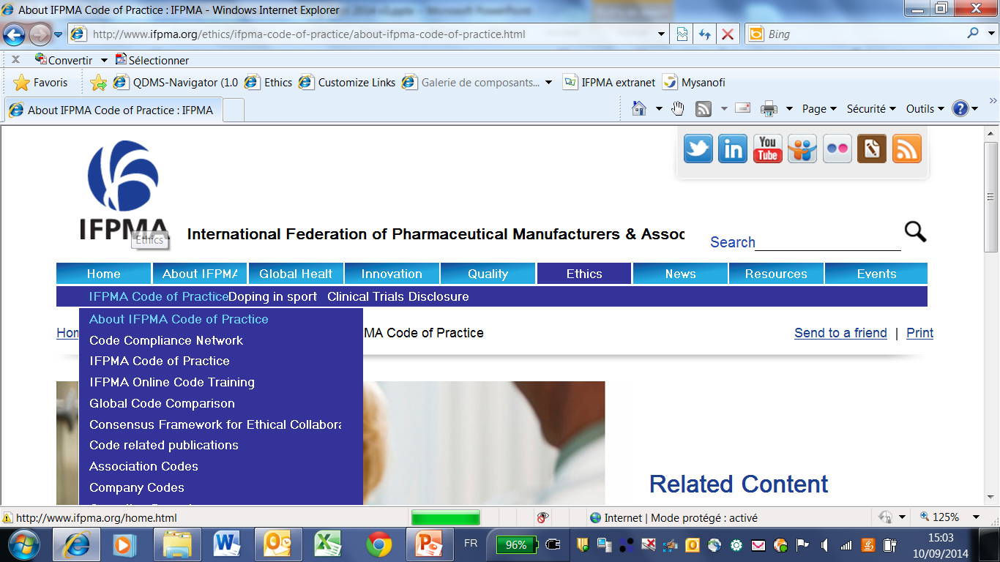 About IFPMA Code of Practice : IFPMA - Windows Internet Explorer
http://www.ifpma.org/ethics/ifpma-code-of-practice/about-ifpma-code-of-practice.html
Bing
Convertir
Sélectionner
Favoris
QDMS-Navigator (1.0
Ethics
Customize Links
Galerie de composants...
IFPMA extranet
Mysanofi
About IFPMA Code of Practice : IFPMA
Page
Sécurité
Outils
You Tube
IFPMA
Ethics
International Federation of Pharmaceutical Manufacturers & Assoc
Search
Home
About IFPMA
Global Healt
Innovation
Quality
Ethics
News
Resources
Events
IFPMA Code of Practice
Doping in sport
Clinical Trials Disclosure
About IFPMA Code of Practice
Hom
MA Code of Practice
Send to a friend | Print
Code Compliance Network
IFPMA Code of Practice
IFPMA Online Code Training
Global Code Comparison
Consensus Framework for Ethical Collabora
Code related publications
Association Codes
Company Codes
Related Content
http://www.ifpma.org/home.html
Internet | Mode protégé : activé
125%
FR
96%
15:03
10/09/2014